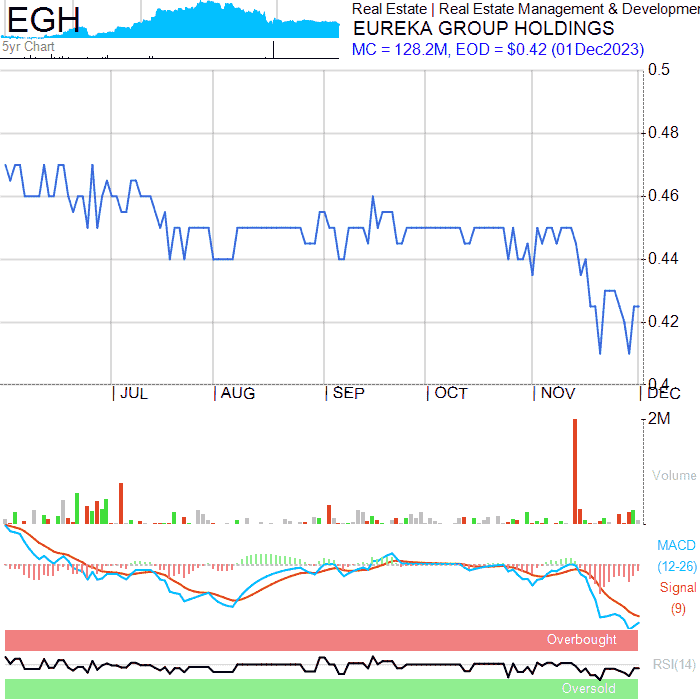 EGH
5yr Chart
Real Estate | Real Estate Management & Developmen
EUREKA GROUP HOLDINGS
MC = 128.2M, EOD = $0.42 (01Dec2023)
0.5
0.48
0.46
0.44
0.42
0.4
JUL AUG SEP OCT NOV DEC
2M
Volume
MACD
(12-26)
Signal
(9)
Overbought
RSI(14)
Oversold